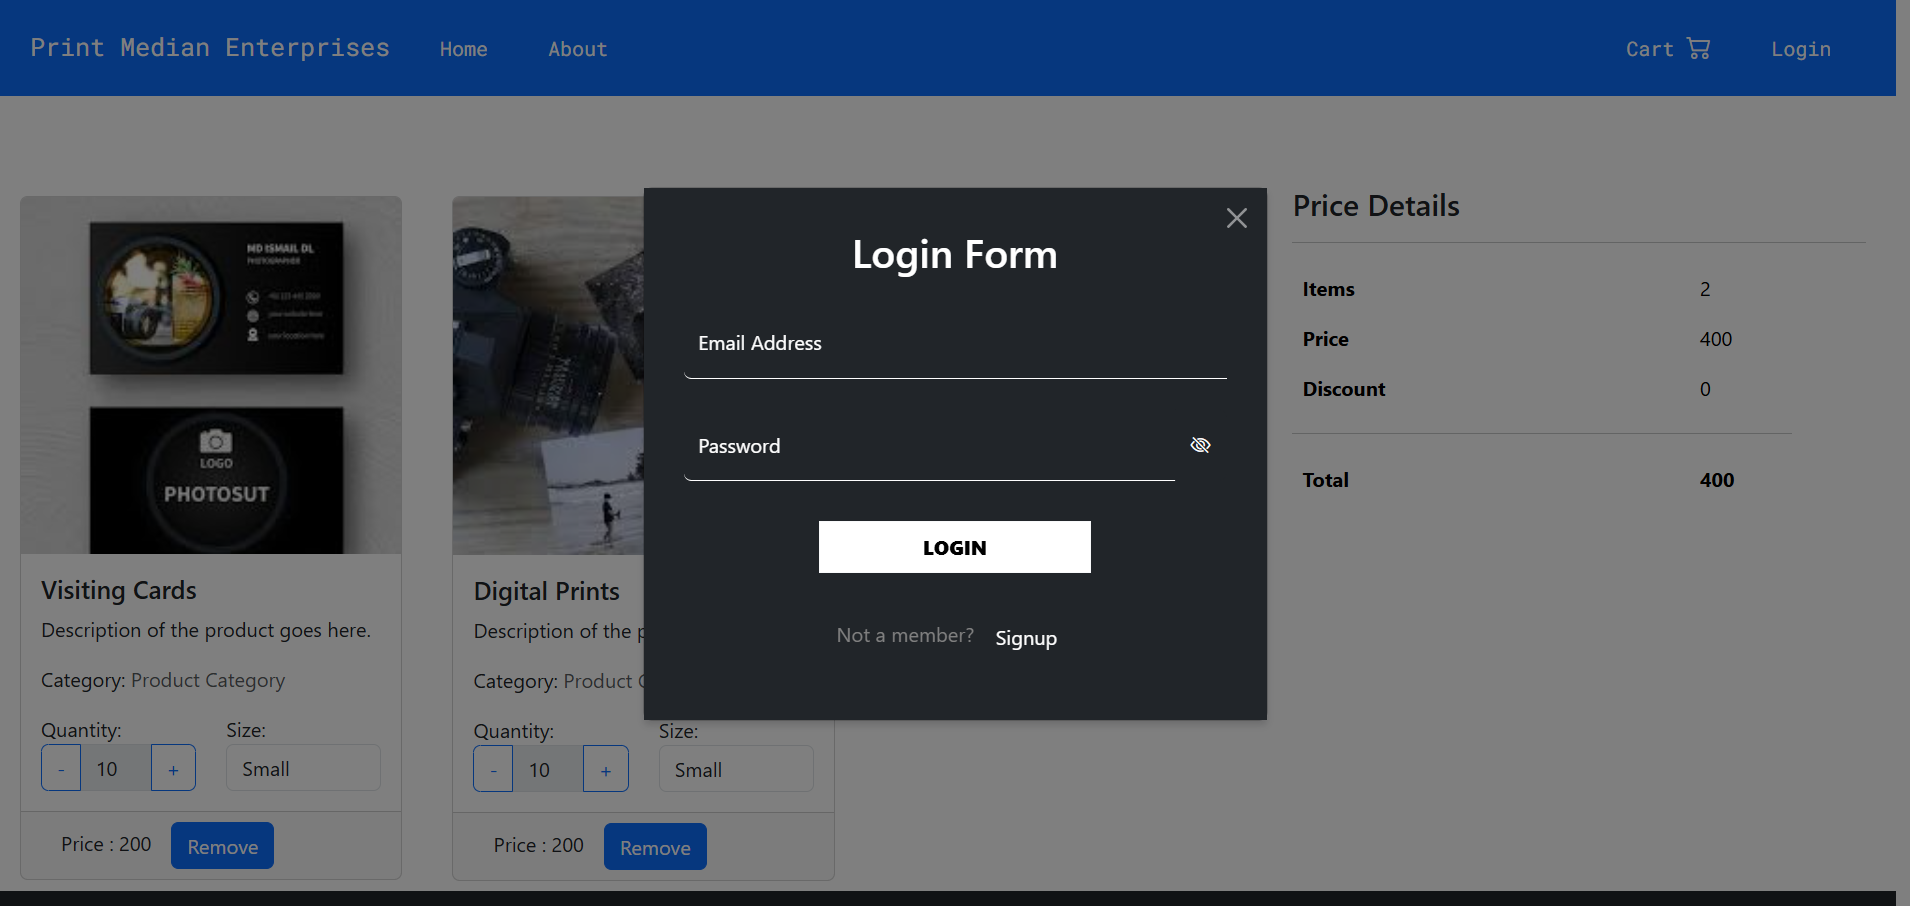 Print Median Enterprises Home About Cart Login
MD ISMAIL DL
PHOTOGRAPHER
LOGO
PHOTOSUT
Visiting Cards
Description of the product goes here.
Category: Product Category
Quantity: Size:
- 10 + Small
Price : 200 Remove
Digital Prints
Description of the
Category: Product
Quantity: Size:
- 10 + Small
Price : 200 Remove
Login Form
Email Address
Password
LOGIN
Not a member? Signup
Price Details
Items 2
Price 400
Discount 0
Total 400